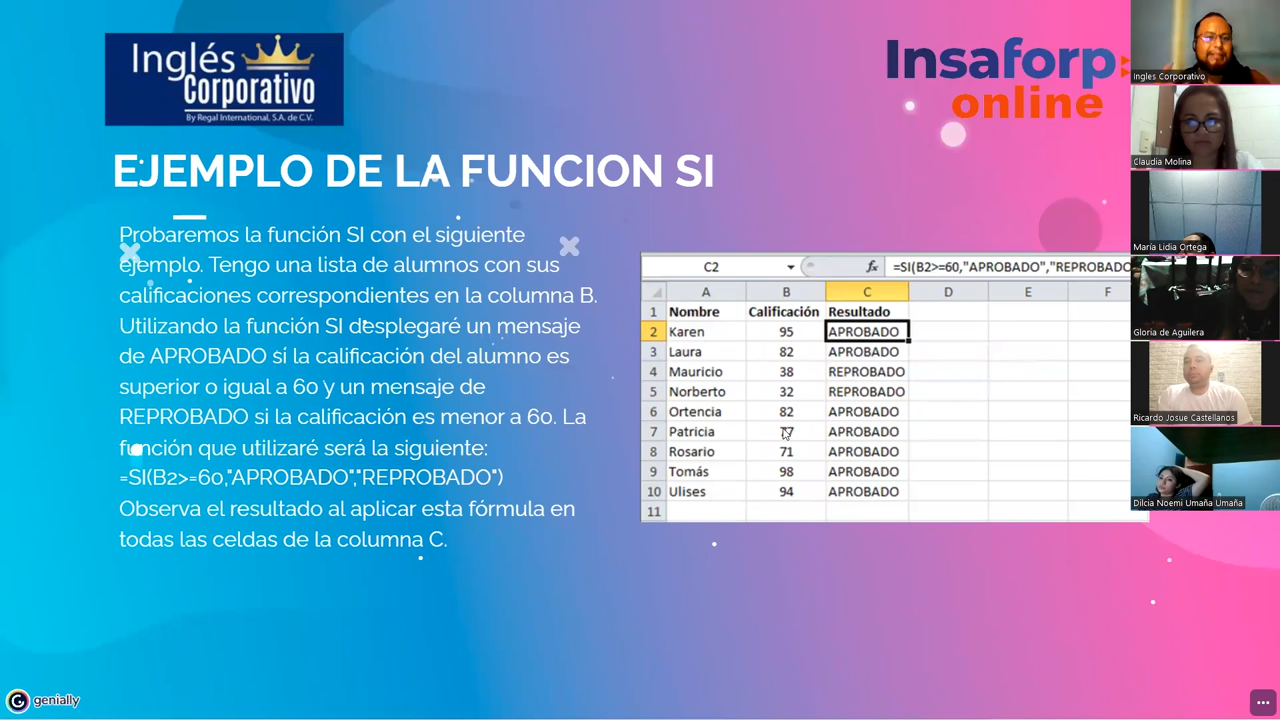 Inglés
Corporativo
By Regal International, S.A. de C.V.
Insaforp
online
EJEMPLO DE LA FUNCION SI
Probaremos la función SI con el siguiente
ejemplo. Tengo una lista de alumnos con sus
calificaciones correspondientes en la columna B.
Utilizando la función SI desplegaré un mensaje
de APROBADO si la calificación del alumno es
superior o igual a 60 y un mensaje de
REPROBADO si la calificación es menor a 60. La
función que utilizaré será la siguiente:
=SI(B2>=60,"APROBADO","REPROBADO")
Observa el resultado al aplicar esta fórmula en
todas las celdas de la columna C.
C2 fx =SI(B2>=60,"APROBADO","REPROBADO
A B C D E F
1 Nombre Calificación Resultado
2 Karen 95 APROBADO
3 Laura 82 APROBADO
4 Mauricio 38 REPROBADO
5 Norberto 32 REPROBADO
6 Ortencia 82 APROBADO
7 Patricia APROBADO
8 Rosario 71 APROBADO
9 Tomás 98 APROBADO
10 Ulises 94 APROBADO
11
Ingles Corporativo
Claudia Molina
María Lidia Ortega
Gloria de Aguilera
Ricardo Josue Castellanos
Dilcia Noemi Umaña Umaña
genially